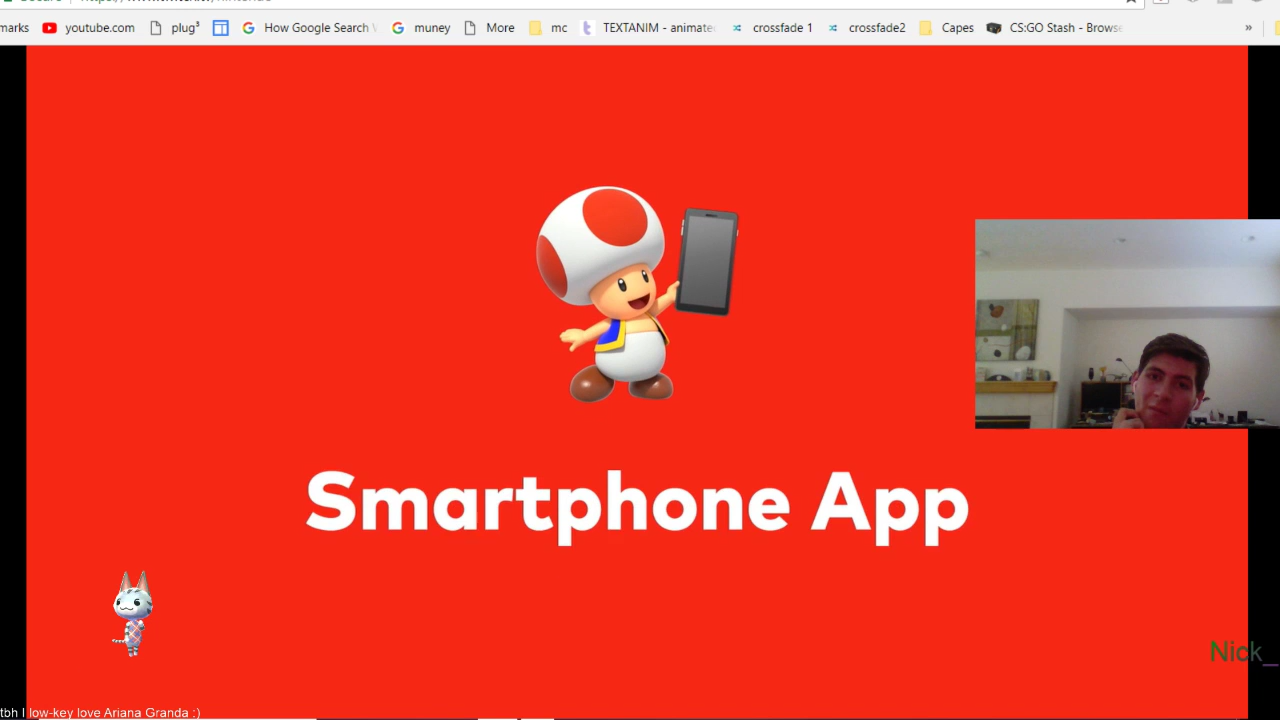 marks youtube.com plug³ How Google Search muney More mc TEXTANIM - animate crossfade 1 crossfade2 Capes CS:GO Stash - Browse »
Smartphone App
Nick_
tbh I low-key love Ariana Granda :)